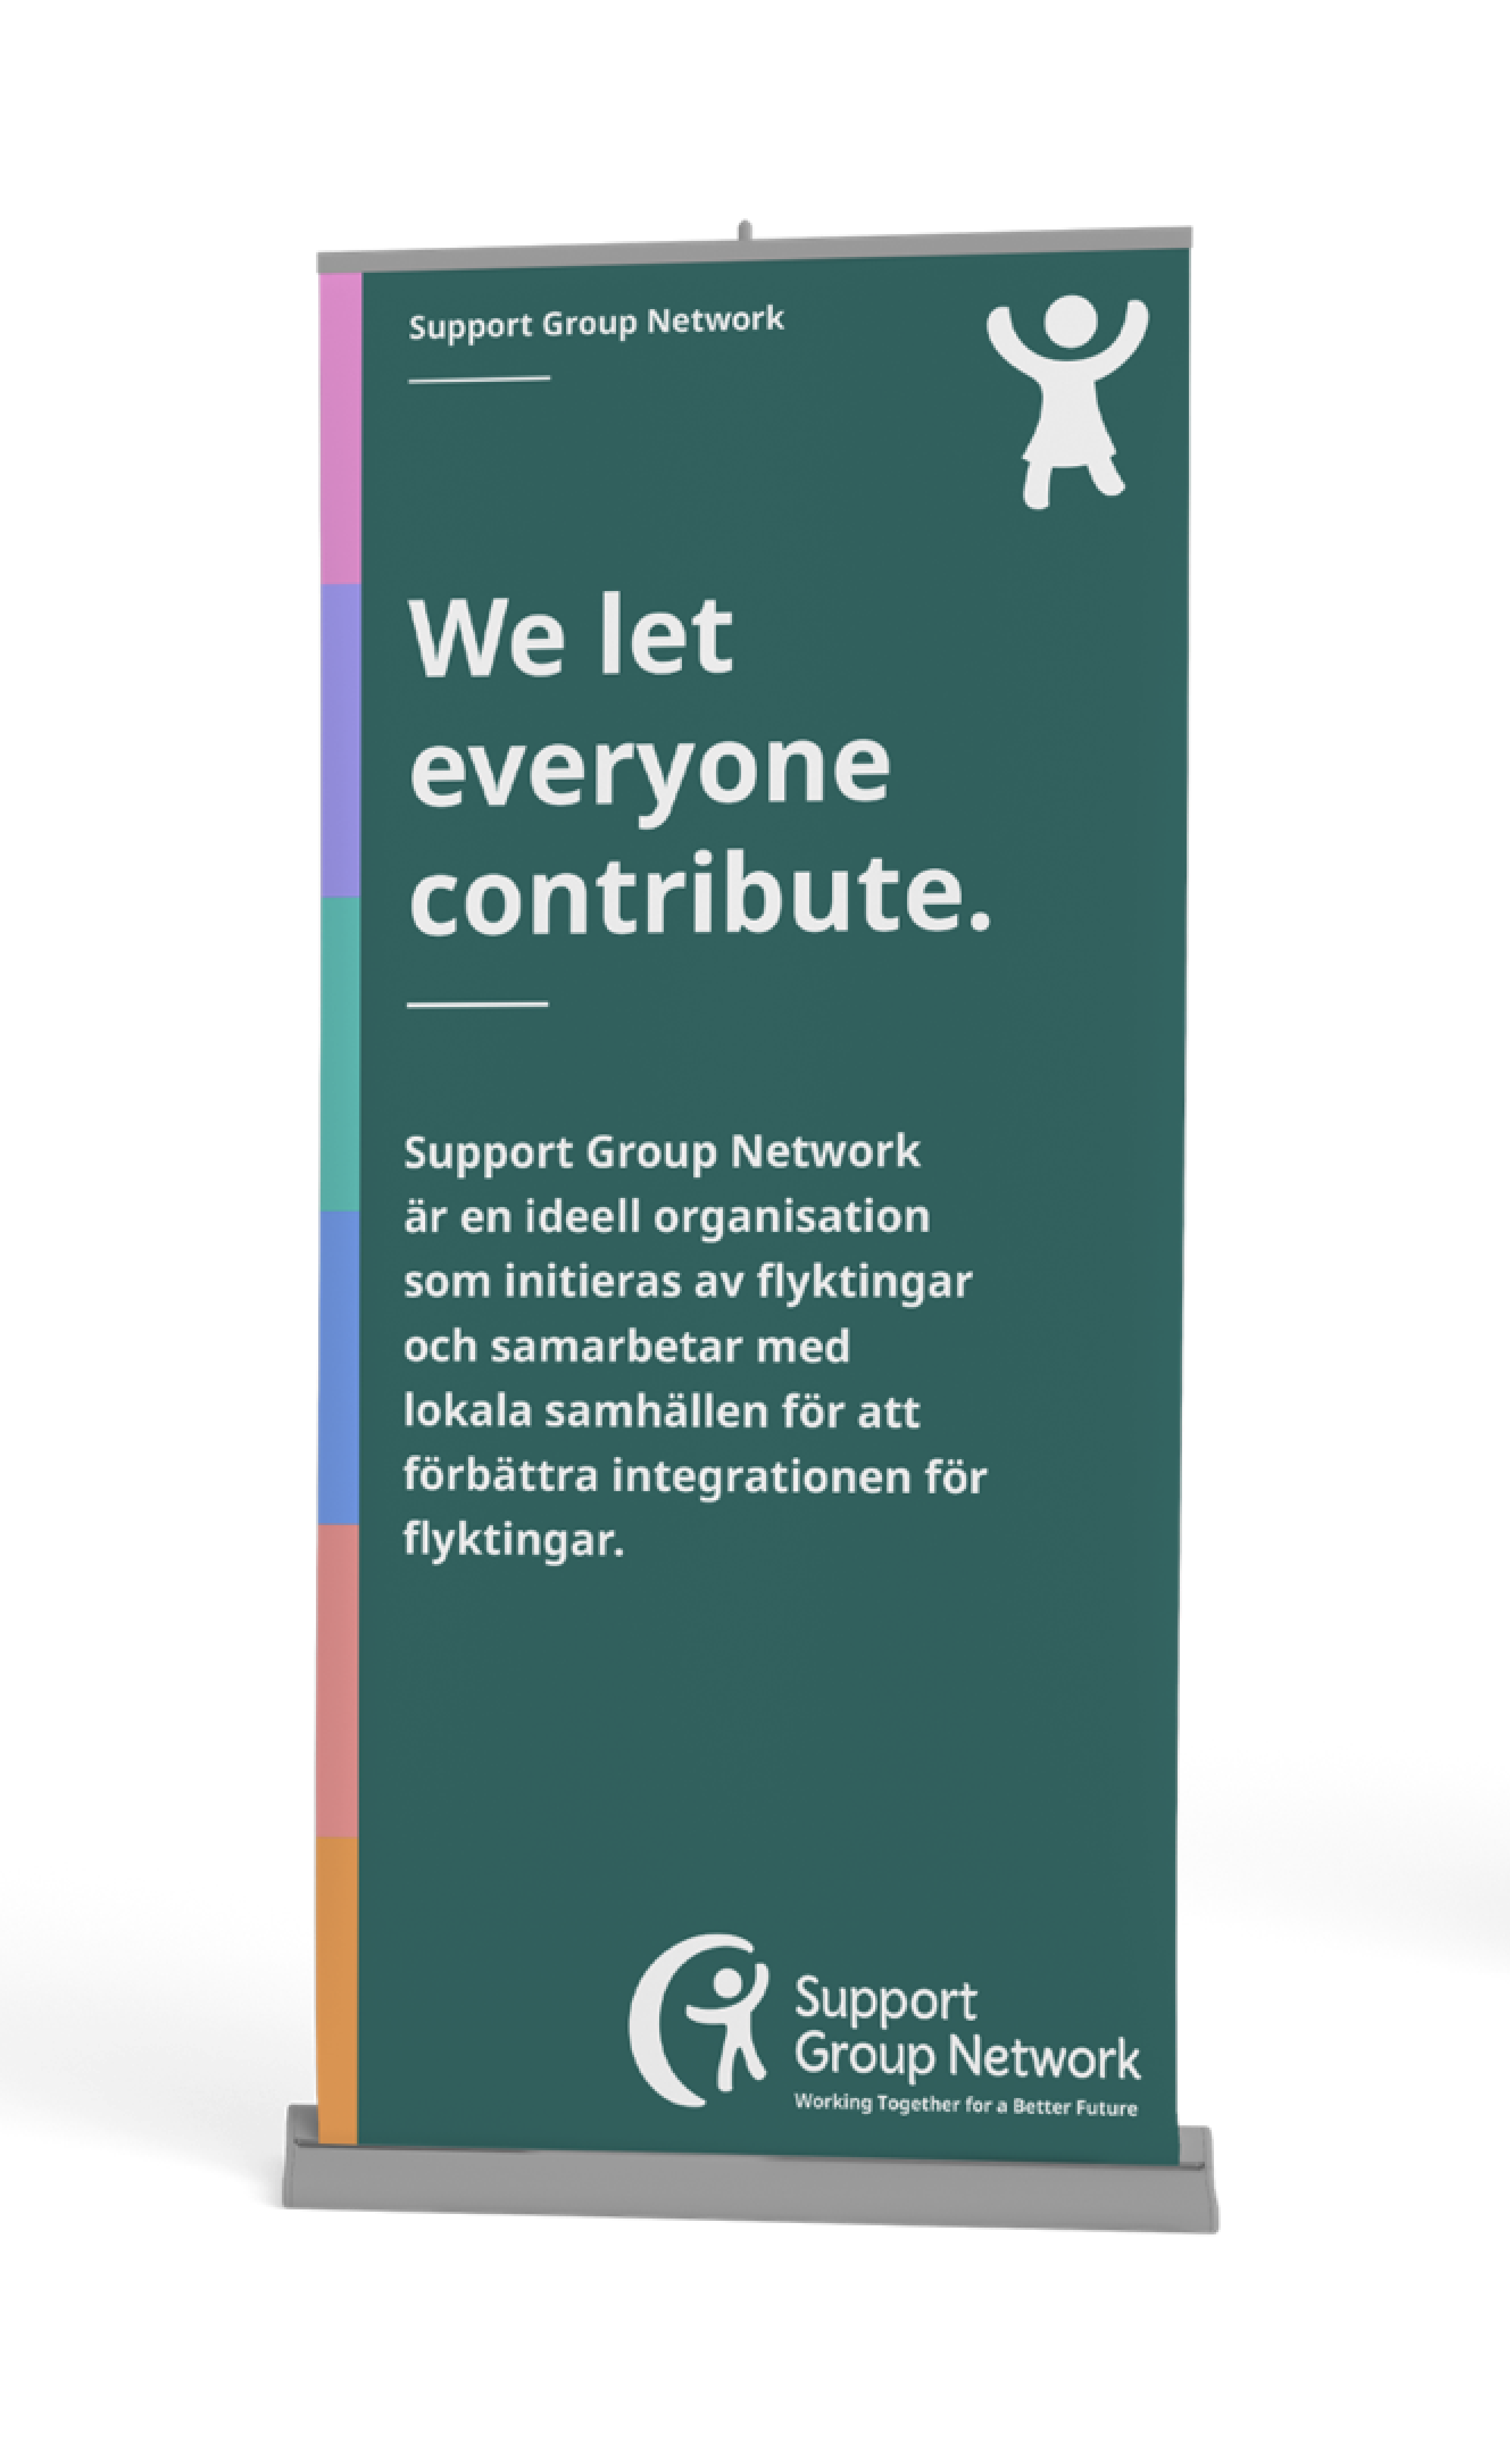 Support Group Network
We let
everyone
contribute.
Support Group Network
är en ideell organisation
som initieras av flyktingar
och samarbetar med
lokala samhällen för att
förbättra integrationen för
flyktingar.
Support
Group Network
Working Together for a Better Future